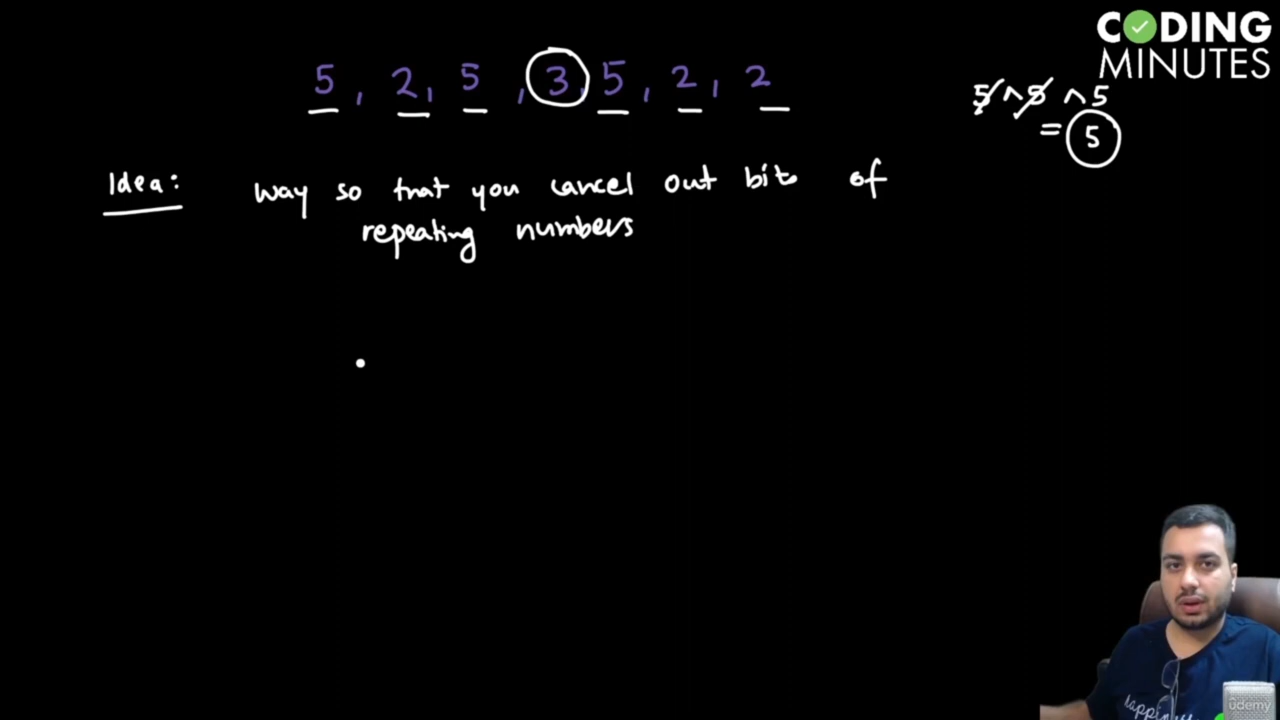 CODING
MINUTES
5, 2, 5, 3, 5, 2, 2
5 ^ 5 ^ 5
= 5
Idea: way so that you cancel out bits of
repeating numbers
happin
udemy